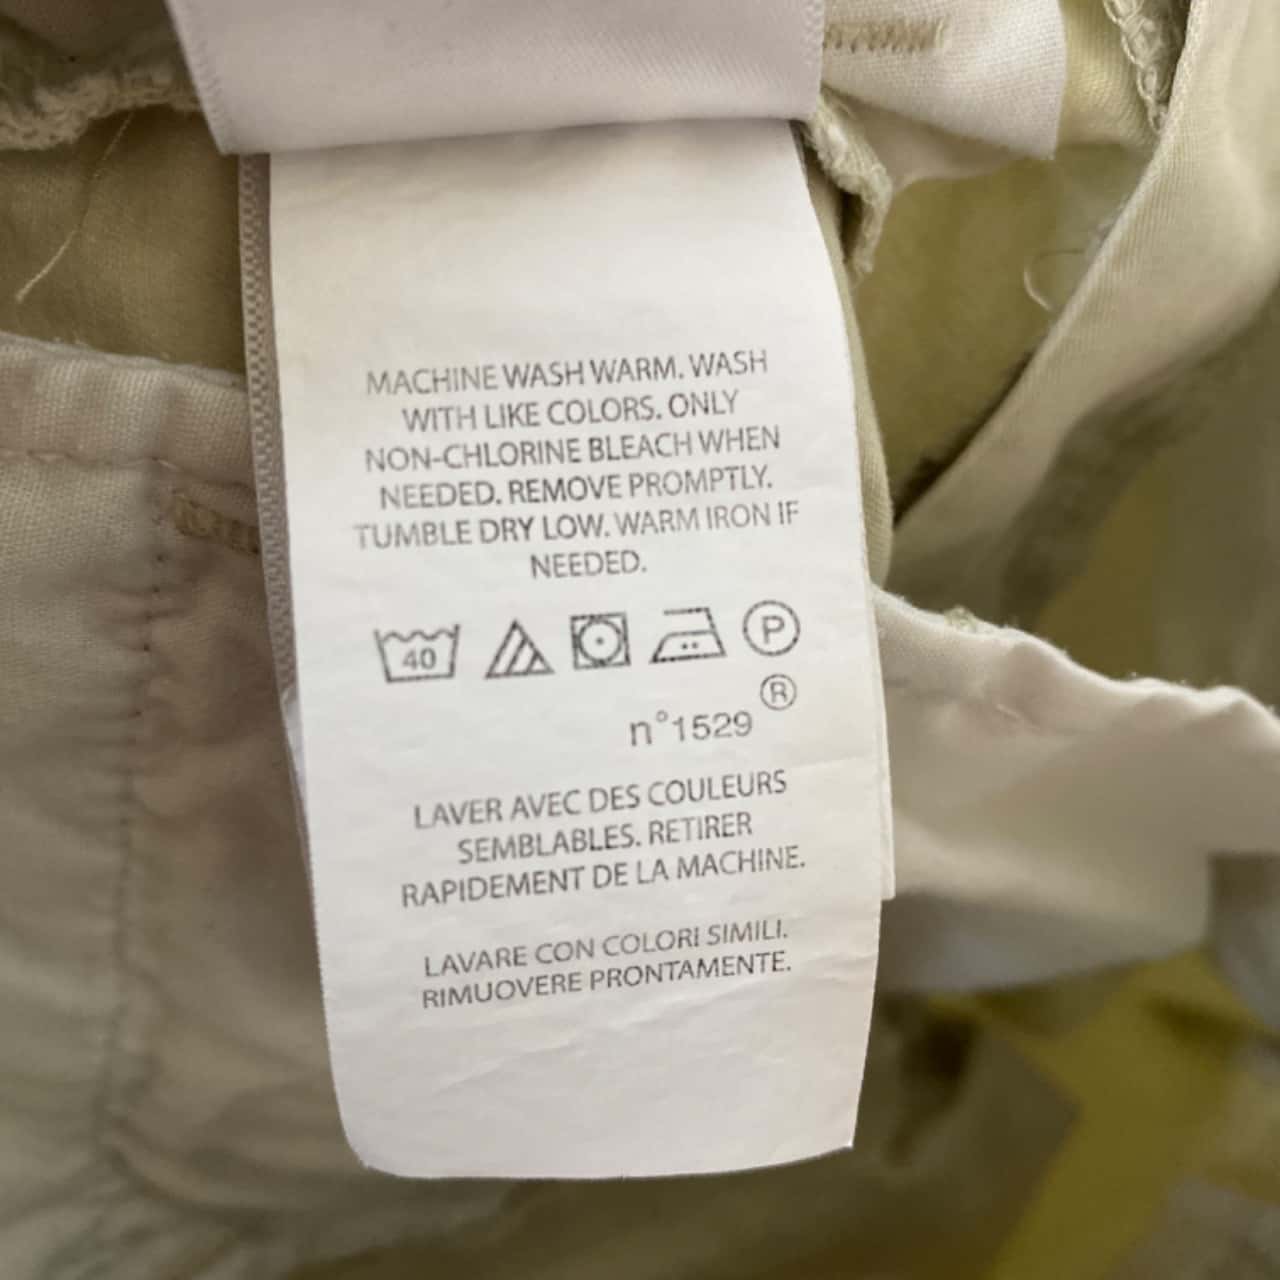 MACHINE WASH WARM. WASH
WITH LIKE COLORS. ONLY
NON-CHLORINE BLEACH WHEN
NEEDED. REMOVE PROMPTLY.
TUMBLE DRY LOW. WARM IRON IF
NEEDED.
40 P
®
n°1529
LAVER AVEC DES COULEURS
SEMBLABLES. RETIRER
RAPIDEMENT DE LA MACHINE.
LAVARE CON COLORI SIMILI.
RIMUOVERE PRONTAMENTE.